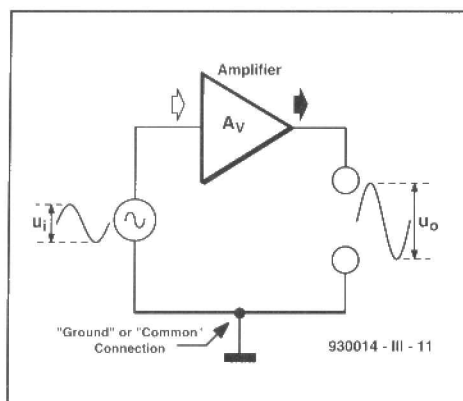 Amplifier
Av
ui
uo
"Ground" or "Common"
Connection
930014 - III - 11